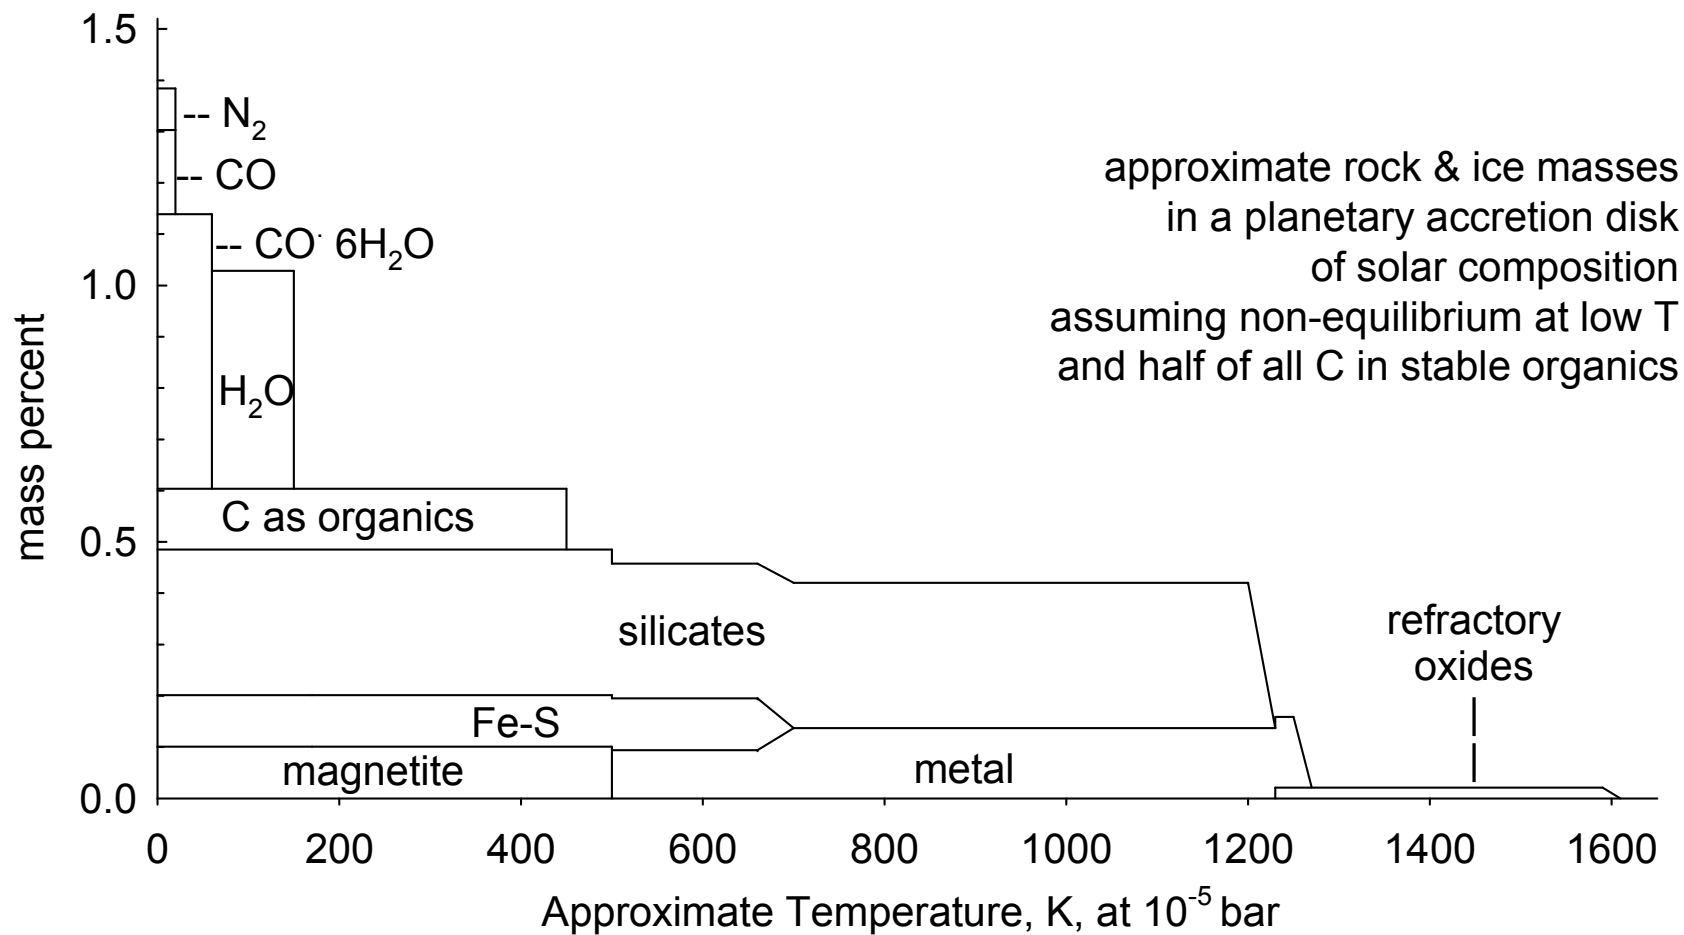 1.5
-- N2
-- CO
-- CO· 6H2O
approximate rock & ice masses
in a planetary accretion disk
of solar composition
assuming non-equilibrium at low T
and half of all C in stable organics
1.0
mass percent
H2O
C as organics
0.5
silicates
refractory
oxides
Fe-S
magnetite
metal
0.0
0 200 400 600 800 1000 1200 1400 1600
Approximate Temperature, K, at 10-5 bar